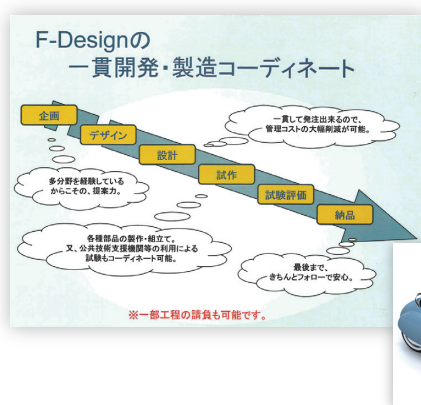 F-Designの
一貫開発・製造コーディネート
企画
デザイン
一貫して発注出来るので、
管理コストの大幅削減が可能。
設計
試作
多分野を経験している
からこその、提案力。
試験評価
納品
各種部品の製作・組立て。
又、公共技術支援機関等の利用による
試験もコーディネート可能。
最後まで、
きちんとフォローで安心。
※一部工程の請負も可能です。